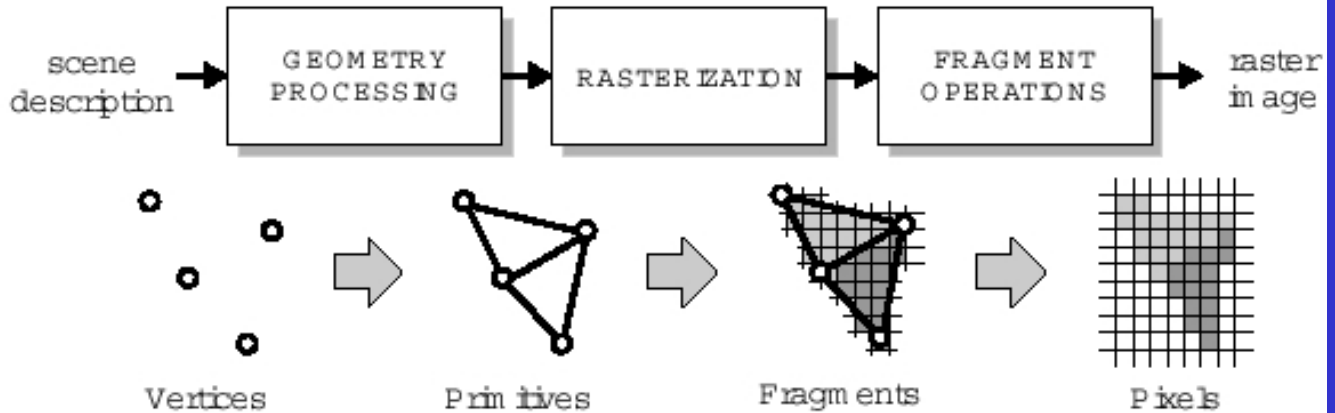 scene
description
GEOMETRY
PROCESSING
RASTERIZATION
FRAGMENT
OPERATIONS
raster
image
Vertices
Primitives
Fragments
Pixels